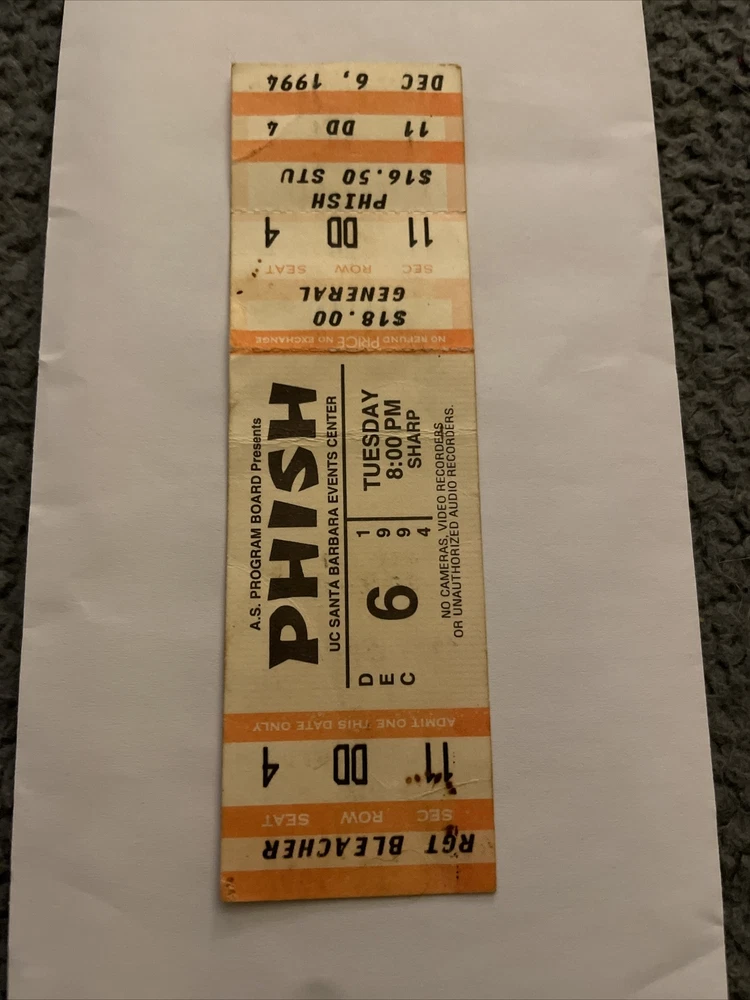 DEC 6, 1994
11 DD 4
$16.50 STU
PHISH
11 DD 4
SEC ROW SEAT
GENERAL
$18.00
NO REFUND PRICE NO EXCHANGE
A.S. PROGRAM BOARD Presents
PHISH
UC SANTA BARBARA EVENTS CENTER
DEC 6 1994
TUESDAY
8:00 PM
SHARP
NO CAMERAS, VIDEO RECORDERS
OR UNAUTHORIZED AUDIO RECORDERS.
ADMIT ONE THIS DATE ONLY
11 DD 4
SEC ROW SEAT
RGT BLEACHER